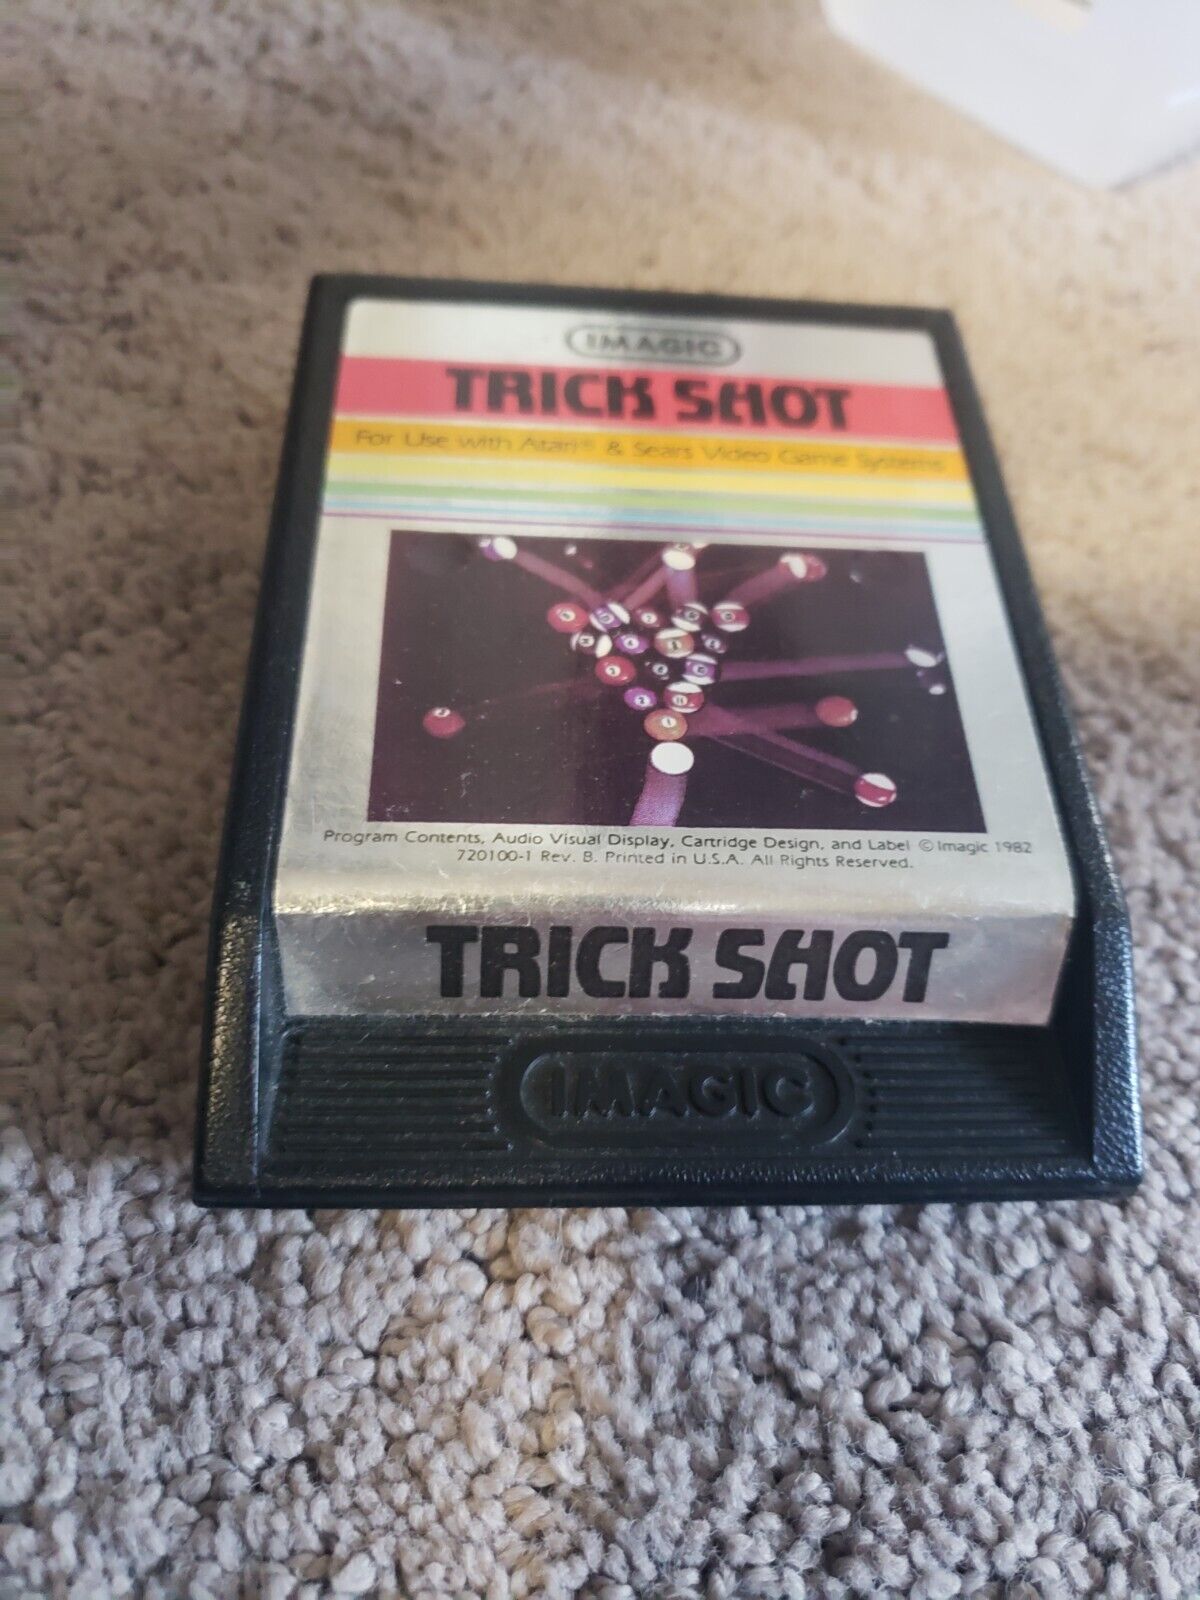 IMAGIC
TRICK SHOT
For Use with Atari® & Sears Video Game Systems
Program Contents, Audio Visual Display, Cartridge Design, and Label © Imagic 1982
720100-1 Rev. B. Printed in U.S.A. All Rights Reserved.
TRICK SHOT
IMAGIC